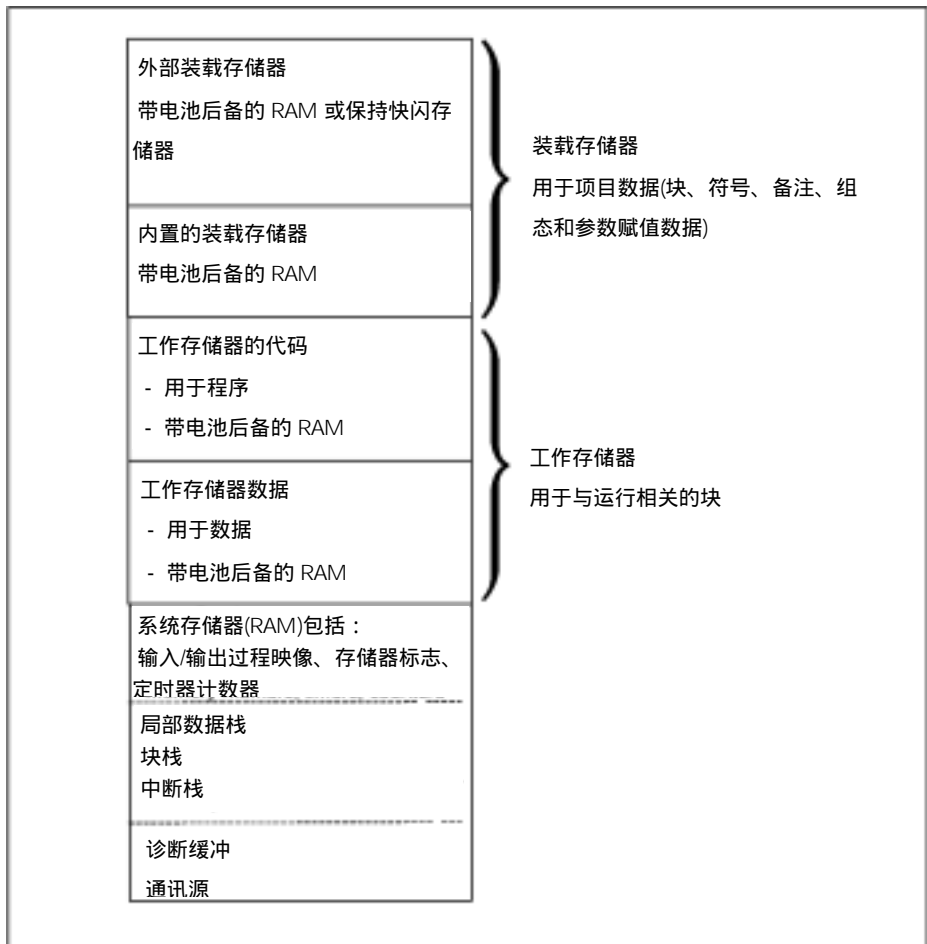 外部装载存储器
带电池后备的 RAM 或保持快闪存
储器
内置的装载存储器
带电池后备的 RAM
装载存储器
用于项目数据(块、符号、备注、组
态和参数赋值数据)
工作存储器的代码
- 用于程序
- 带电池后备的 RAM
工作存储器数据
- 用于数据
- 带电池后备的 RAM
工作存储器
用于与运行相关的块
系统存储器(RAM)包括：
输入/输出过程映像、存储器标志、
定时器计数器
局部数据栈
块栈
中断栈
诊断缓冲
通讯源